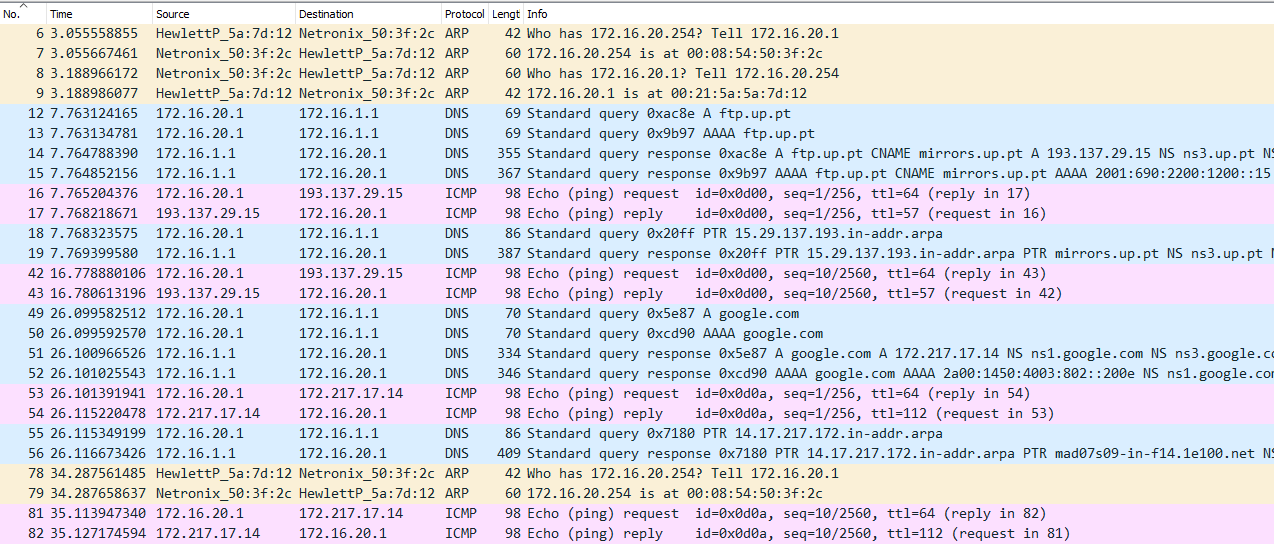 No. Time Source Destination Protocol Lengt Info
6 3.055558855 HewlettP_5a:7d:12 Netronix_50:3f:2c ARP 42 Who has 172.16.20.254? Tell 172.16.20.1
7 3.055667461 Netronix_50:3f:2c HewlettP_5a:7d:12 ARP 60 172.16.20.254 is at 00:08:54:50:3f:2c
8 3.188966172 Netronix_50:3f:2c HewlettP_5a:7d:12 ARP 60 Who has 172.16.20.1? Tell 172.16.20.254
9 3.188986077 HewlettP_5a:7d:12 Netronix_50:3f:2c ARP 42 172.16.20.1 is at 00:21:5a:5a:7d:12
12 7.763124165 172.16.20.1 172.16.1.1 DNS 69 Standard query 0xac8e A ftp.up.pt
13 7.763134781 172.16.20.1 172.16.1.1 DNS 69 Standard query 0x9b97 AAAA ftp.up.pt
14 7.764788390 172.16.1.1 172.16.20.1 DNS 355 Standard query response 0xac8e A ftp.up.pt CNAME mirrors.up.pt A 193.137.29.15 NS ns3.up.pt NS
15 7.764852156 172.16.1.1 172.16.20.1 DNS 367 Standard query response 0x9b97 AAAA ftp.up.pt CNAME mirrors.up.pt AAAA 2001:690:2200:1200::15
16 7.765204376 172.16.20.1 193.137.29.15 ICMP 98 Echo (ping) request id=0x0d00, seq=1/256, ttl=64 (reply in 17)
17 7.768218671 193.137.29.15 172.16.20.1 ICMP 98 Echo (ping) reply id=0x0d00, seq=1/256, ttl=57 (request in 16)
18 7.768323575 172.16.20.1 172.16.1.1 DNS 86 Standard query 0x20ff PTR 15.29.137.193.in-addr.arpa
19 7.769399580 172.16.1.1 172.16.20.1 DNS 387 Standard query response 0x20ff PTR 15.29.137.193.in-addr.arpa PTR mirrors.up.pt NS ns3.up.pt
42 16.778880106 172.16.20.1 193.137.29.15 ICMP 98 Echo (ping) request id=0x0d00, seq=10/2560, ttl=64 (reply in 43)
43 16.780613196 193.137.29.15 172.16.20.1 ICMP 98 Echo (ping) reply id=0x0d00, seq=10/2560, ttl=57 (request in 42)
49 26.099582512 172.16.20.1 172.16.1.1 DNS 70 Standard query 0x5e87 A google.com
50 26.099592570 172.16.20.1 172.16.1.1 DNS 70 Standard query 0xcd90 AAAA google.com
51 26.100966526 172.16.1.1 172.16.20.1 DNS 334 Standard query response 0x5e87 A google.com A 172.217.17.14 NS ns1.google.com NS ns3.google.co
52 26.101025543 172.16.1.1 172.16.20.1 DNS 346 Standard query response 0xcd90 AAAA google.com AAAA 2a00:1450:4003:802::200e NS ns1.google.com
53 26.101391941 172.16.20.1 172.217.17.14 ICMP 98 Echo (ping) request id=0x0d0a, seq=1/256, ttl=64 (reply in 54)
54 26.115220478 172.217.17.14 172.16.20.1 ICMP 98 Echo (ping) reply id=0x0d0a, seq=1/256, ttl=112 (request in 53)
55 26.115349199 172.16.20.1 172.16.1.1 DNS 86 Standard query 0x7180 PTR 14.17.217.172.in-addr.arpa
56 26.116673426 172.16.1.1 172.16.20.1 DNS 409 Standard query response 0x7180 PTR 14.17.217.172.in-addr.arpa PTR mad07s09-in-f14.1e100.net NS
78 34.287561485 HewlettP_5a:7d:12 Netronix_50:3f:2c ARP 42 Who has 172.16.20.254? Tell 172.16.20.1
79 34.287658637 Netronix_50:3f:2c HewlettP_5a:7d:12 ARP 60 172.16.20.254 is at 00:08:54:50:3f:2c
81 35.113947340 172.16.20.1 172.217.17.14 ICMP 98 Echo (ping) request id=0x0d0a, seq=10/2560, ttl=64 (reply in 82)
82 35.127174594 172.217.17.14 172.16.20.1 ICMP 98 Echo (ping) reply id=0x0d0a, seq=10/2560, ttl=112 (request in 81)